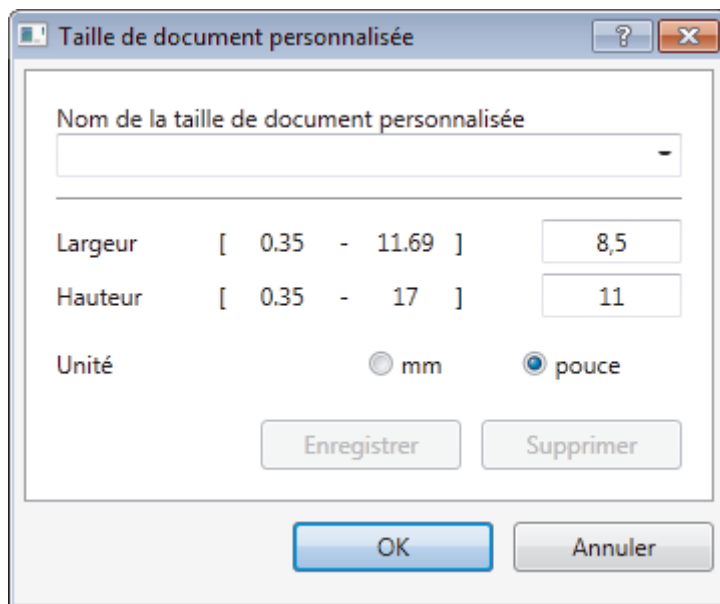 Taille de document personnalisée
Nom de la taille de document personnalisée
Largeur [ 0.35 - 11.69 ] 8,5
Hauteur [ 0.35 - 17 ] 11
Unité mm pouce
Enregistrer Supprimer
OK Annuler